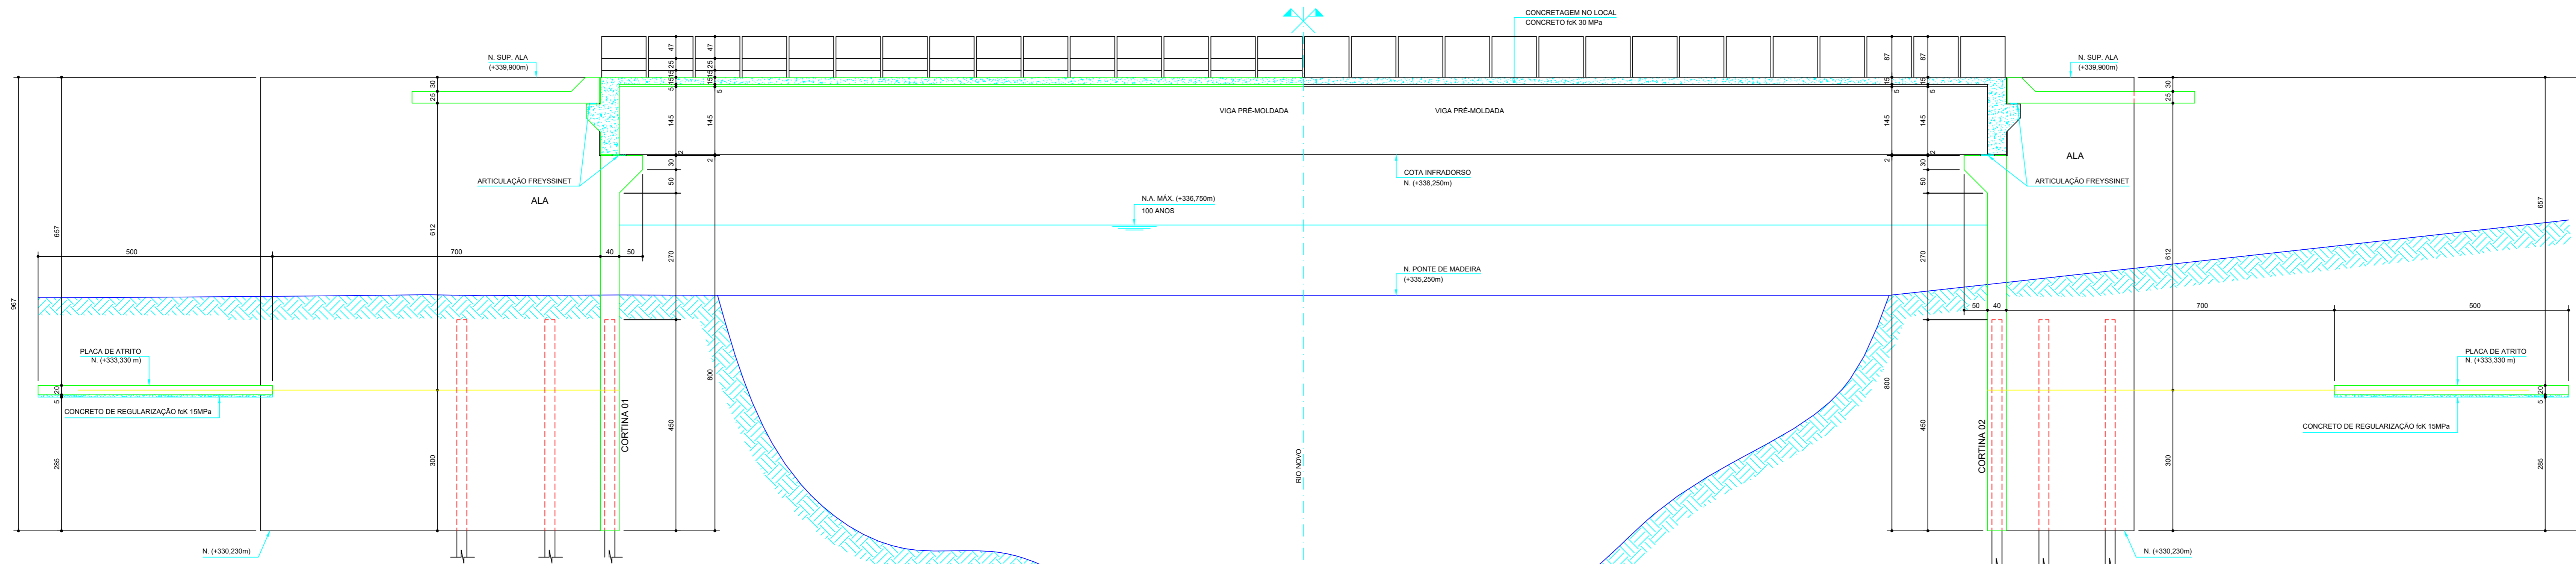 CONCRETAGEM NO LOCAL
CONCRETO fcK 30 MPa
N. SUP. ALA
(+339,900m)
N. SUP. ALA
(+339,900m)
47
25
15
15
5
145
2
30
50
270
450
47
25
15
15
5
145
2
800
87
15
5
145
2
800
87
15
5
145
2
30
50
270
450
30
25
612
300
30
25
612
300
VIGA PRÉ-MOLDADA
VIGA PRÉ-MOLDADA
ARTICULAÇÃO FREYSSINET
ALA
ALA
ARTICULAÇÃO FREYSSINET
COTA INFRADORSO
N. (+338,250m)
N.A. MÁX. (+336,750m)
100 ANOS
N. PONTE DE MADEIRA
(+335,250m)
967
657
20
5
285
500
700
40
50
50
40
700
500
657
20
5
285
PLACA DE ATRITO
N. (+333,330 m)
CONCRETO DE REGULARIZAÇÃO fcK 15MPa
PLACA DE ATRITO
N. (+333,330 m)
CONCRETO DE REGULARIZAÇÃO fcK 15MPa
CORTINA 01
RIO NOVO
CORTINA 02
N. (+330,230m)
N. (+330,230m)